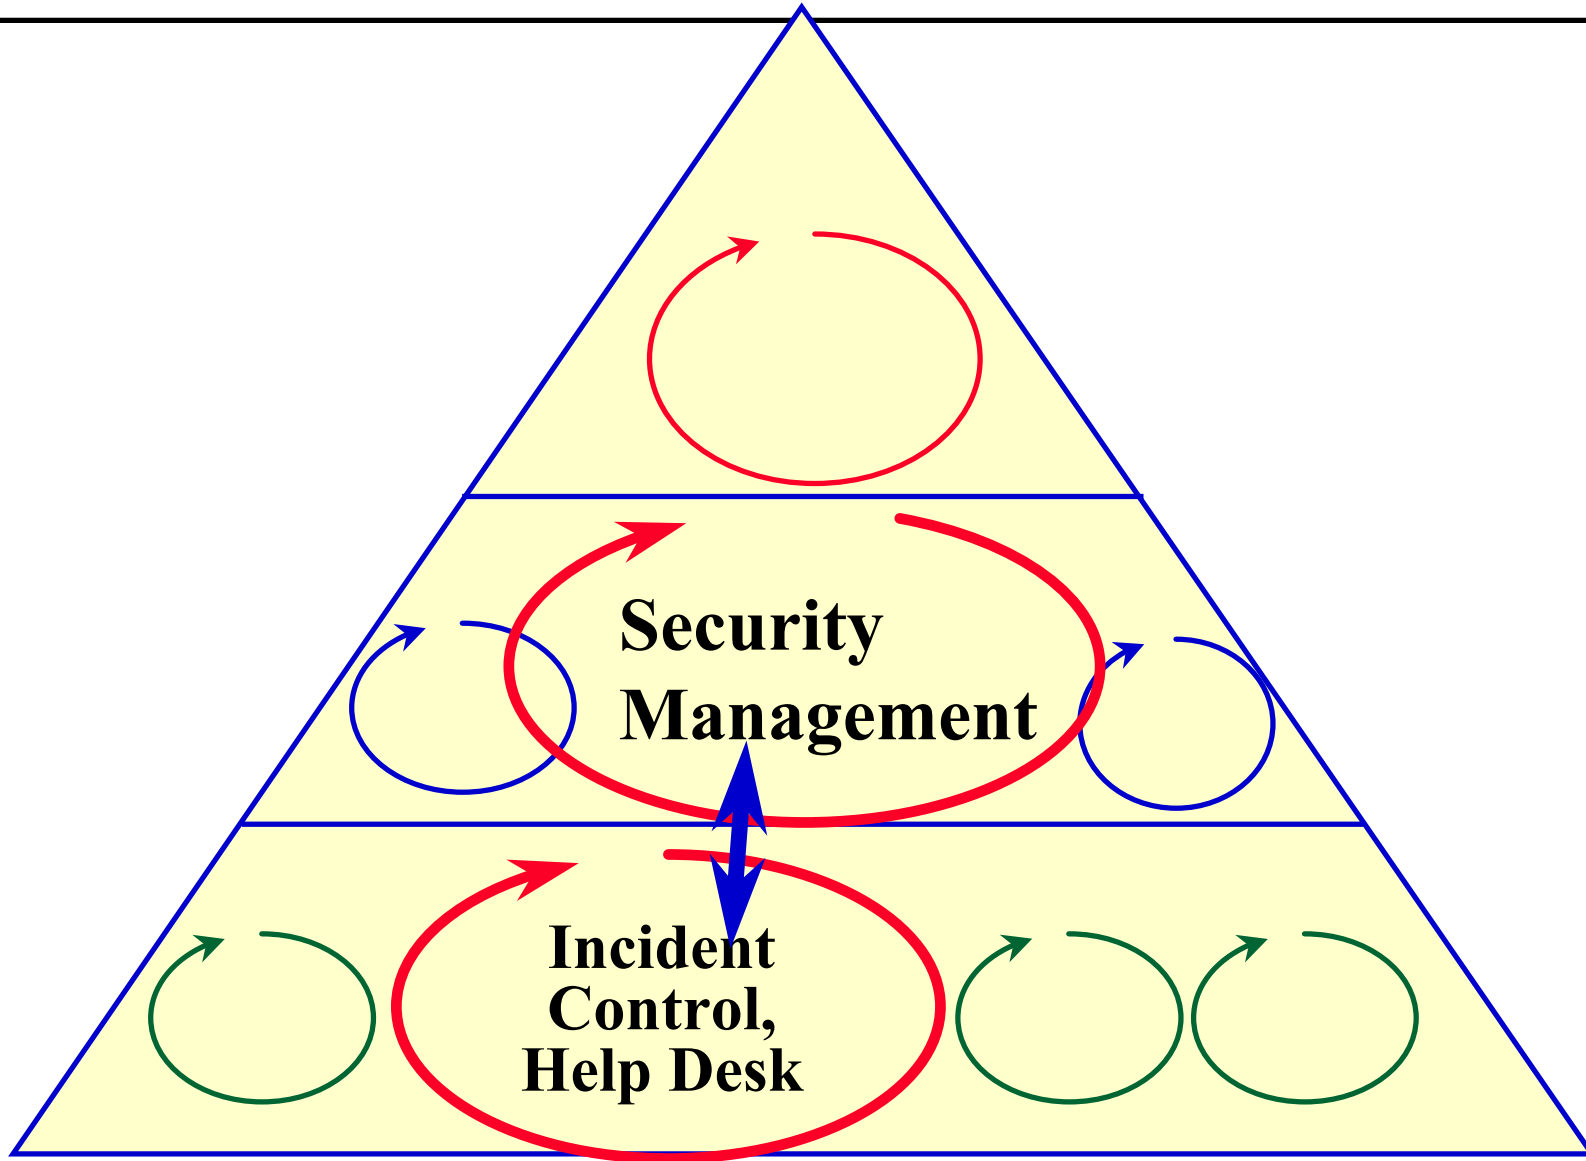 Security
Management
Incident
Control,
Help Desk